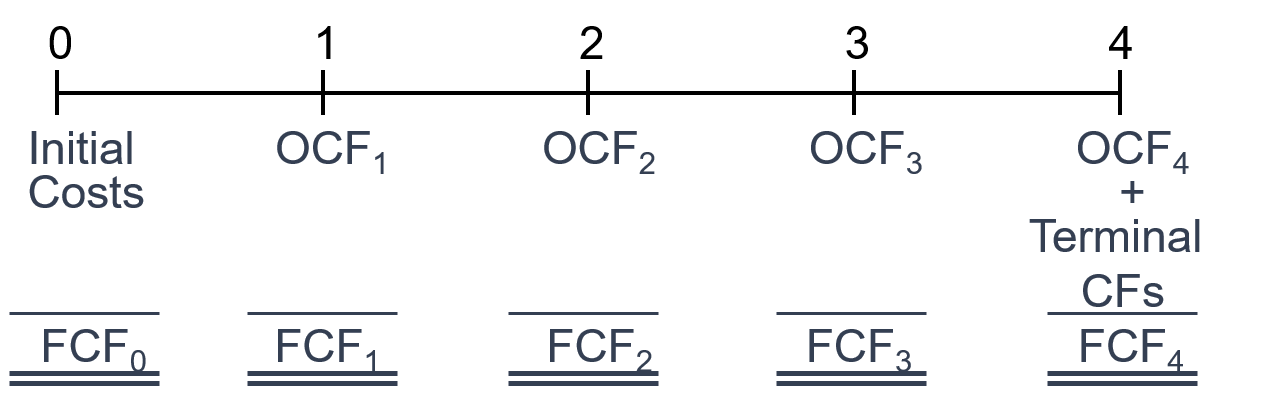 0 1 2 3 4
Initial Costs OCF₁ OCF₂ OCF₃ OCF₄
+
Terminal
CFs
FCF₀ FCF₁ FCF₂ FCF₃ FCF₄